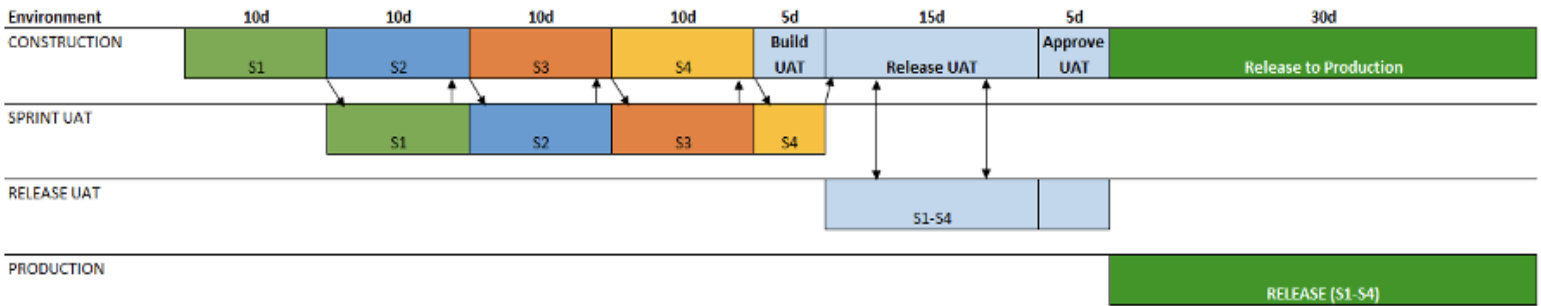 Environment 10d 10d 10d 10d 5d 15d 5d 30d
CONSTRUCTION S1 S2 S3 S4 Build UAT Release UAT Approve UAT Release to Production
SPRINT UAT S1 S2 S3 S4
RELEASE UAT S1-S4
PRODUCTION RELEASE (S1-S4)